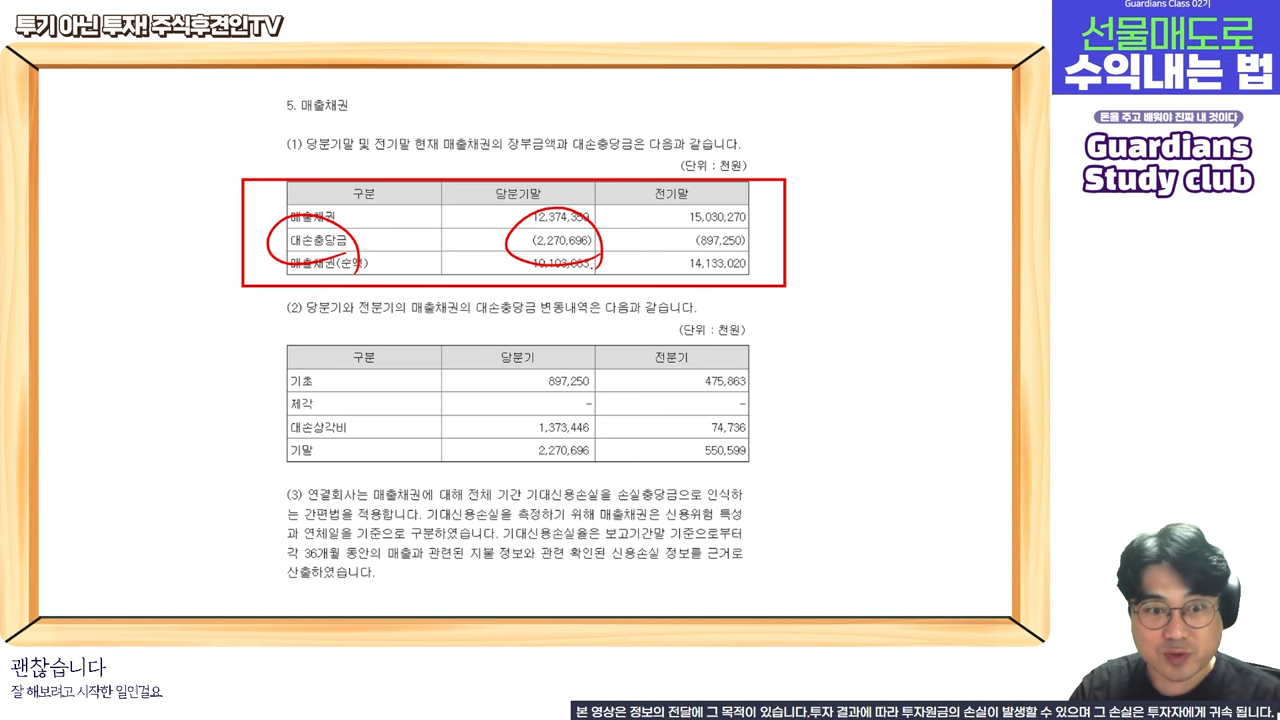 투기 아닌 투자! 주식후견인TV
Guardians Class 02기
선물매도로
수익내는 법
돈을 주고 배워야 진짜 내 것이다
Guardians
Study club
5. 매출채권
(1) 당분기말 및 전기말 현재 매출채권의 장부금액과 대손충당금은 다음과 같습니다.
(단위 : 천원)
구분 당분기말 전기말
매출채권 12,374,359 15,030,270
대손충당금 (2,270,696) (897,250)
매출채권(순액) 14,133,020
(2) 당분기와 전분기의 매출채권의 대손충당금 변동내역은 다음과 같습니다.
(단위 : 천원)
구분 당분기 전분기
기초 897,250 475,863
제각 - -
대손상각비 1,373,446 74,736
기말 2,270,696 550,599
(3) 연결회사는 매출채권에 대해 전체 기간 기대신용손실을 손실충당금으로 인식하
는 간편법을 적용합니다. 기대신용손실을 측정하기 위해 매출채권은 신용위험 특성
과 연체일을 기준으로 구분하였습니다. 기대신용손실율은 보고기간말 기준으로부터
각 36개월 동안의 매출과 관련된 지불 정보와 관련 확인된 신용손실 정보를 근거로
산출하였습니다.
괜찮습니다
잘 해보려고 시작한 일인걸요
본 영상은 정보의 전달에 그 목적이 있습니다.투자 결과에 따라 투자원금의 손실이 발생할 수 있으며 그 손실은 투자자에게 귀속 됩니다.